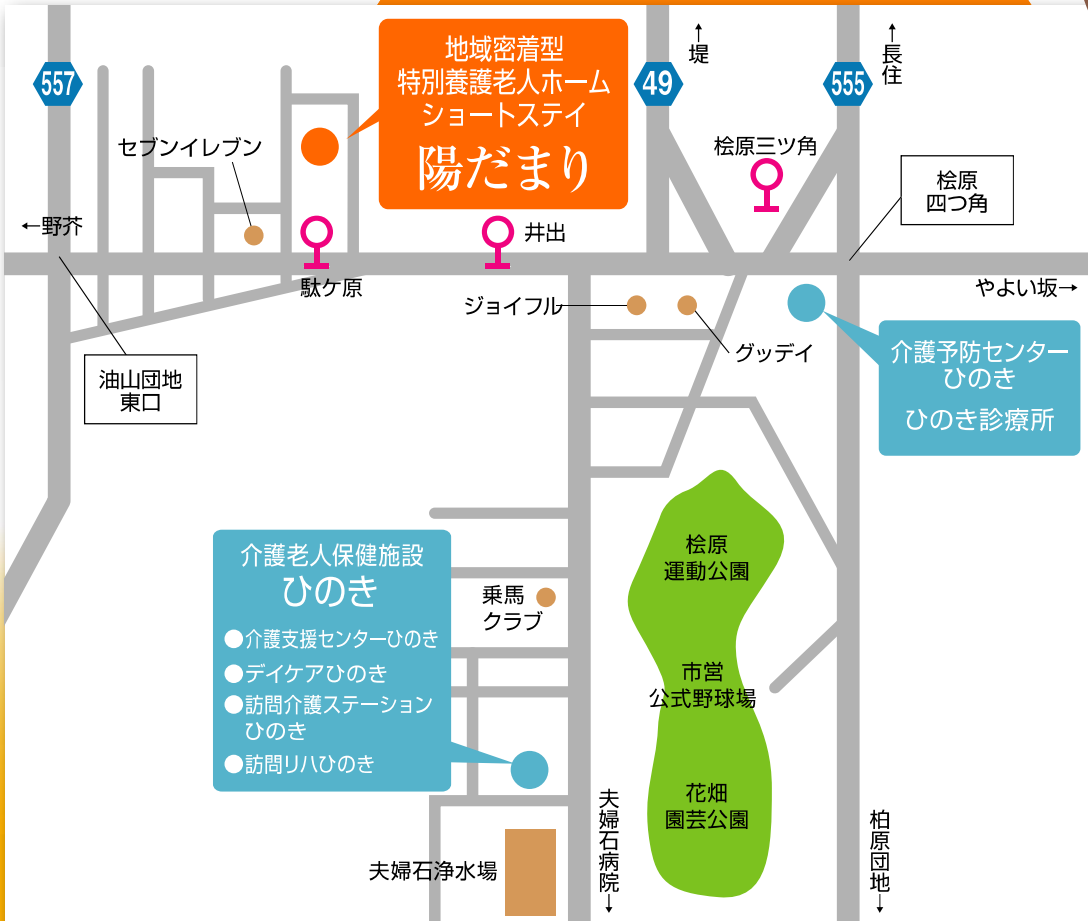 地域密着型
特別養護老人ホーム
ショートステイ
陽だまり
557
49
555
↑堤
↑長住
セブンイレブン
桧原三ツ角
桧原
四つ角
←野芥
井出
駄ケ原
やよい坂→
ジョイフル
グッデイ
油山団地
東口
介護予防センター
ひのき
ひのき診療所
介護老人保健施設
ひのき
●介護支援センターひのき
●デイケアひのき
●訪問介護ステーション
ひのき
●訪問リハひのき
乗馬
クラブ
桧原
運動公園
市営
公式野球場
花畑
園芸公園
夫婦石浄水場
夫婦石病院↓
柏原団地↓